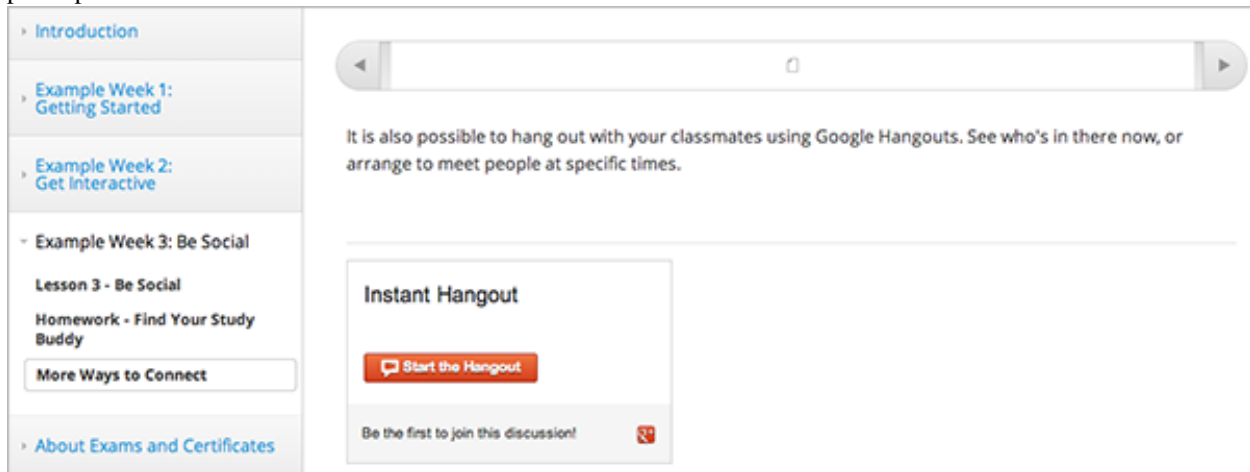 Introduction
Example Week 1:
Getting Started
Example Week 2:
Get Interactive
Example Week 3: Be Social
Lesson 3 - Be Social
Homework - Find Your Study
Buddy
More Ways to Connect
About Exams and Certificates
It is also possible to hang out with your classmates using Google Hangouts. See who's in there now, or
arrange to meet people at specific times.
Instant Hangout
Start the Hangout
Be the first to join this discussion!